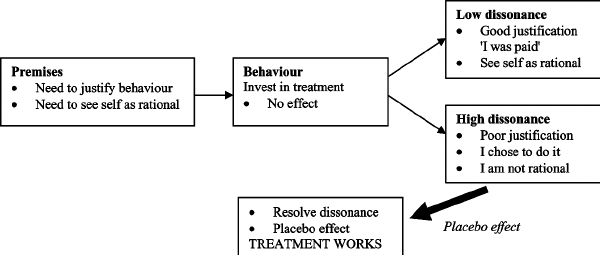 Premises
• Need to justify behaviour
• Need to see self as rational
Behaviour
Invest in treatment
• No effect
Low dissonance
• Good justification
'I was paid'
• See self as rational
High dissonance
• Poor justification
• I chose to do it
• I am not rational
Placebo effect
• Resolve dissonance
• Placebo effect
TREATMENT WORKS